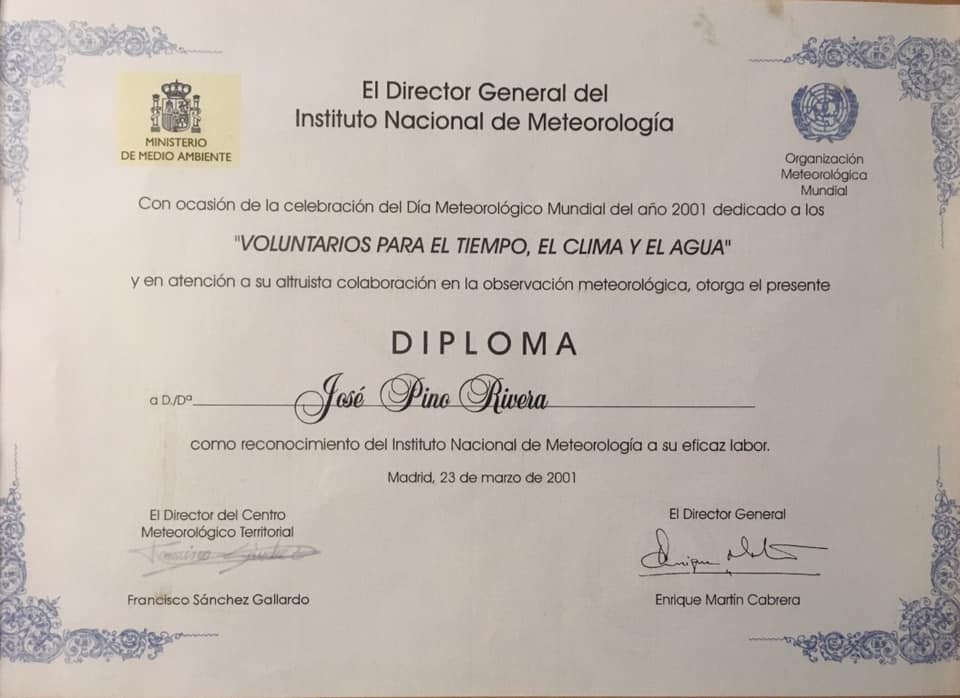 El Director General del
Instituto Nacional de Meteorología
MINISTERIO
DE MEDIO AMBIENTE
Organización
Meteorológica
Mundial
Con ocasión de la celebración del Día Meteorológico Mundial del año 2001 dedicado a los
"VOLUNTARIOS PARA EL TIEMPO, EL CLIMA Y EL AGUA"
y en atención a su altruista colaboración en la observación meteorológica, otorga el presente
DIPLOMA
a D./Dª José Pino Rivera
como reconocimiento del Instituto Nacional de Meteorología a su eficaz labor.
Madrid, 23 de marzo de 2001
El Director del Centro
Meteorológico Territorial
Francisco Sánchez Gallardo
El Director General
Enrique Martín Cabrera